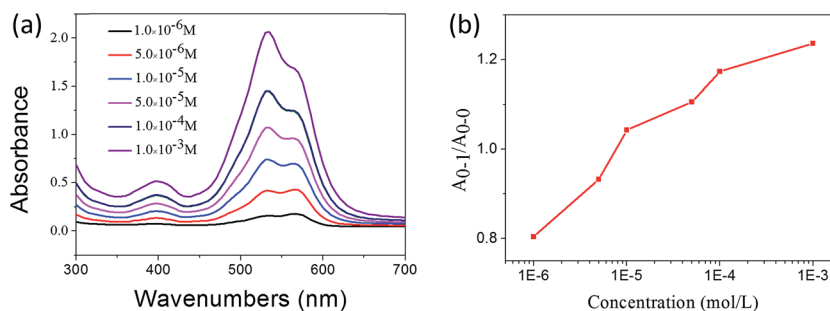 (a)
1.0×10⁻⁶M
5.0×10⁻⁶M
1.0×10⁻⁵M
5.0×10⁻⁵M
1.0×10⁻⁴M
1.0×10⁻³M
2.0
1.5
1.0
0.5
0.0
Absorbance
300 400 500 600 700
Wavenumbers (nm)
(b)
1.2
1.0
0.8
A₀₋₁/A₀₋₀
1E-6 1E-5 1E-4 1E-3
Concentration (mol/L)